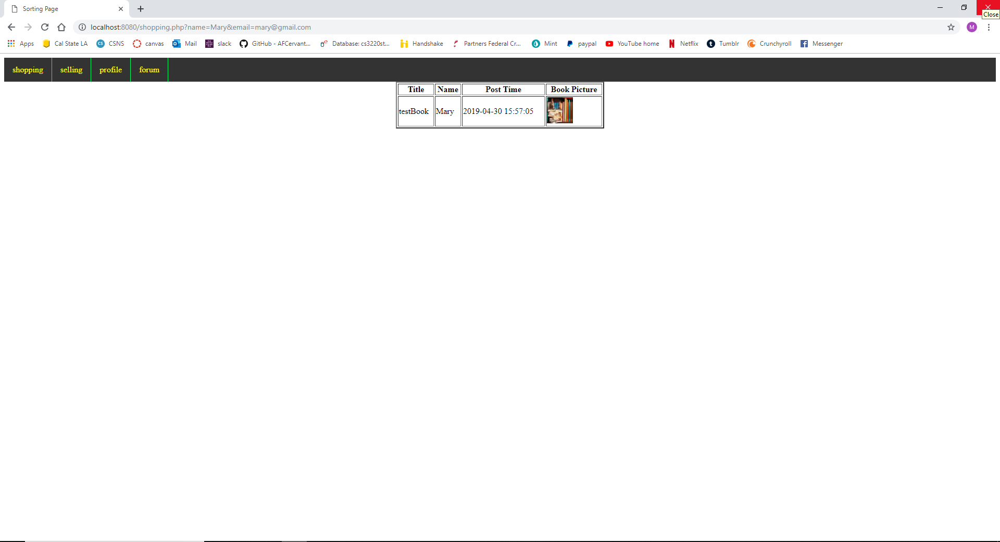 Sorting Page
Close
localhost:8080/shopping.php?name=Mary&email=mary@gmail.com
M
Apps Cal State LA CS CSNS canvas Mail slack GitHub - AFCervant... Database: cs3220st... Handshake Partners Federal Cr... Mint paypal YouTube home Netflix Tumblr Crunchyroll Messenger
shopping selling profile forum
Title Name Post Time Book Picture
testBook Mary 2019-04-30 15:57:05